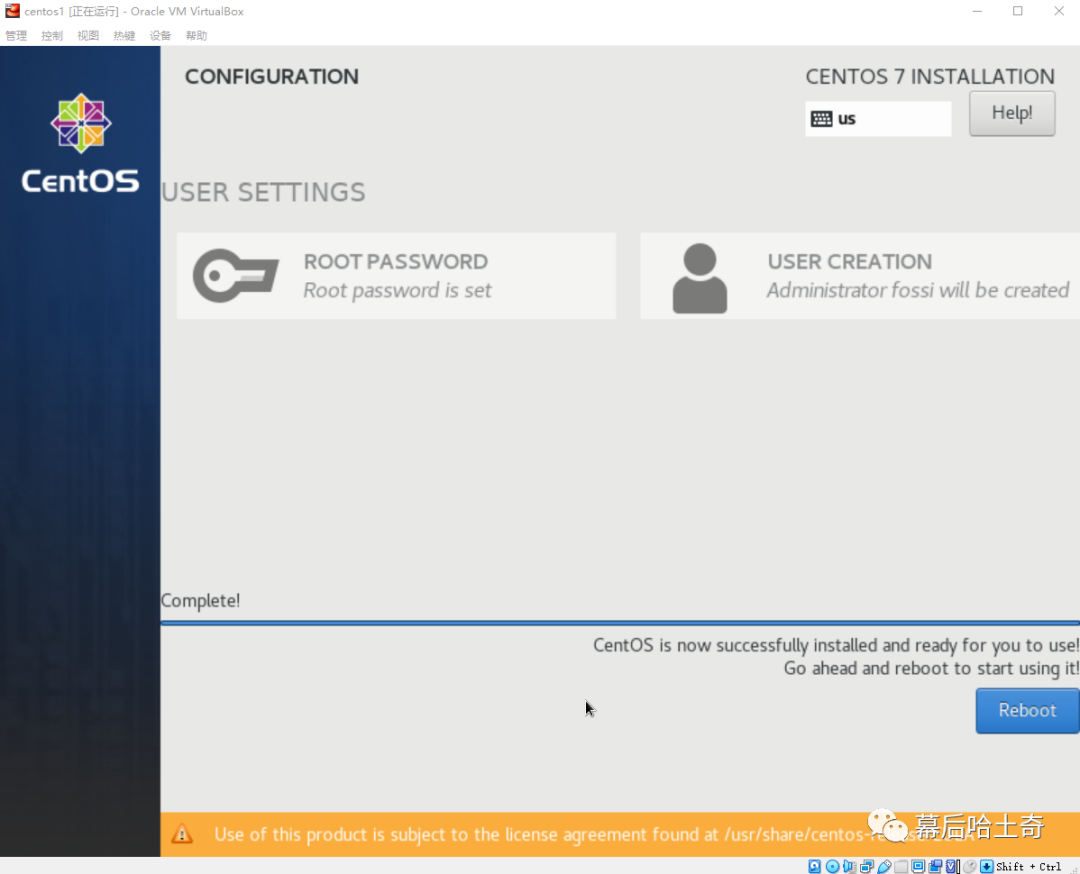 centos1 [正在运行] - Oracle VM VirtualBox
管理 控制 视图 热键 设备 帮助
CentOS
CONFIGURATION
CENTOS 7 INSTALLATION
us
Help!
USER SETTINGS
ROOT PASSWORD
Root password is set
USER CREATION
Administrator fossi will be created
Complete!
CentOS is now successfully installed and ready for you to use!
Go ahead and reboot to start using it!
Reboot
Use of this product is subject to the license agreement found at /usr/share/centos-
幕后哈士奇
Shift + Ctrl